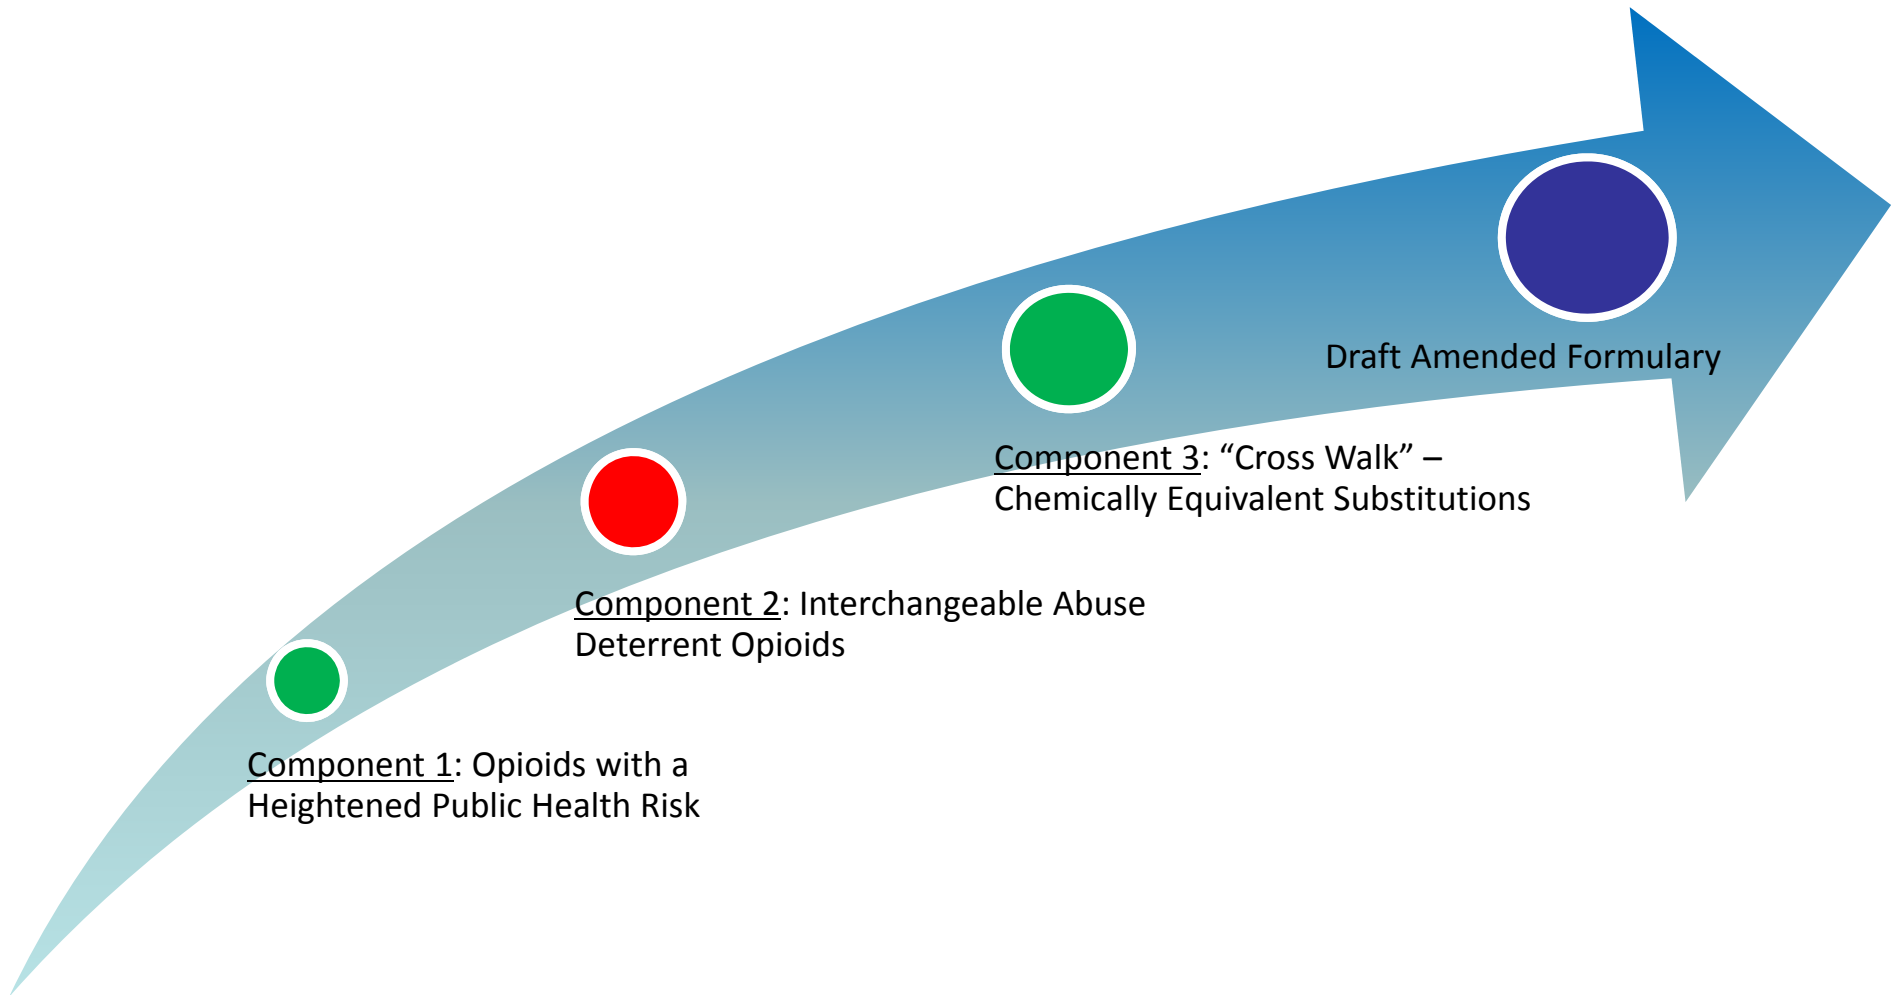 Draft Amended Formulary
Component 3: “Cross Walk” –
Chemically Equivalent Substitutions
Component 2: Interchangeable Abuse
Deterrent Opioids
Component 1: Opioids with a
Heightened Public Health Risk